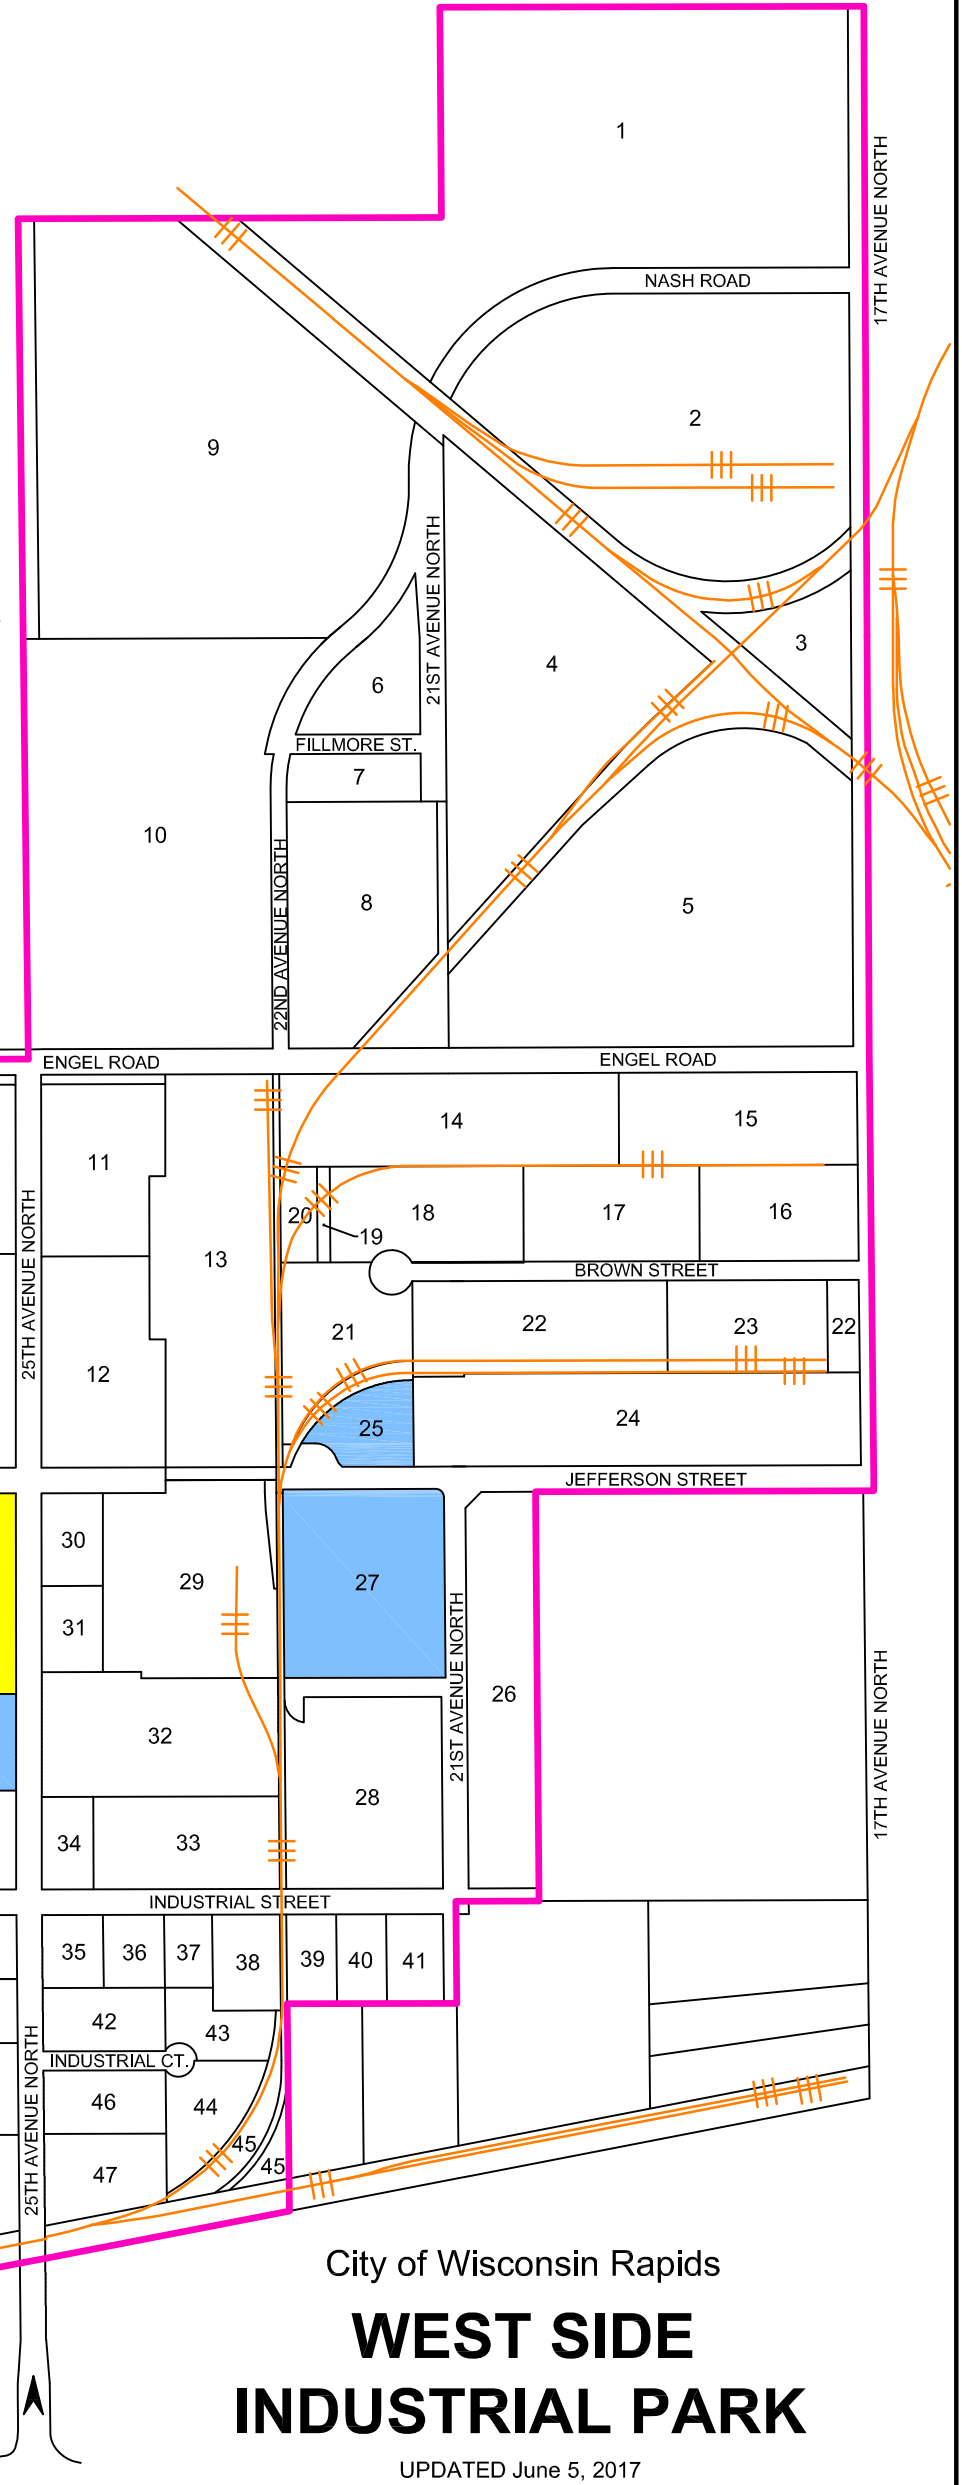 1
17TH AVENUE NORTH
NASH ROAD
2
9
21ST AVENUE NORTH
3
4
6
FILLMORE ST.
7
10
22ND AVENUE NORTH
8
5
ENGEL ROAD
ENGEL ROAD
14
15
11
25TH AVENUE NORTH
20
19
18
17
16
13
BROWN STREET
21
22
23
22
12
25
24
JEFFERSON STREET
30
29
27
31
21ST AVENUE NORTH
26
17TH AVENUE NORTH
32
28
34
33
INDUSTRIAL STREET
35
36
37
38
39
40
41
42
43
25TH AVENUE NORTH
INDUSTRIAL CT.
46
44
45
45
47
City of Wisconsin Rapids
WEST SIDE
INDUSTRIAL PARK
UPDATED June 5, 2017